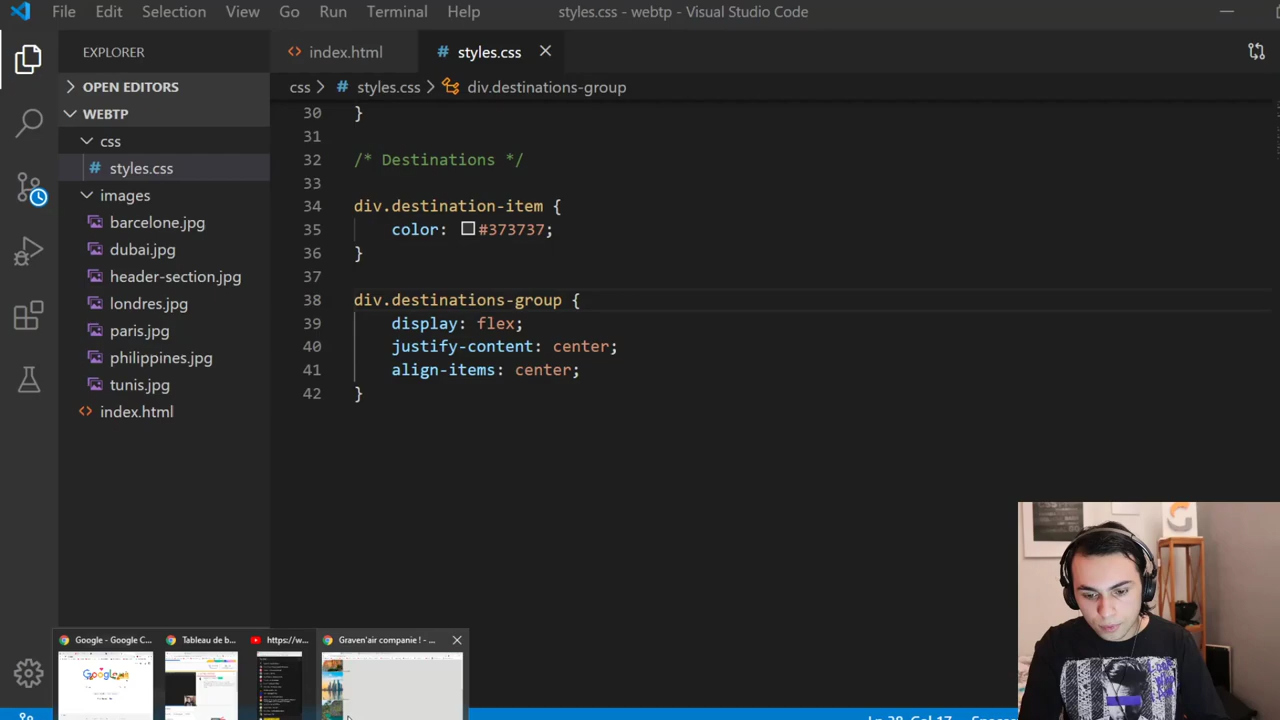 File Edit Selection View Go Run Terminal Help styles.css - webtp - Visual Studio Code
EXPLORER
index.html
# styles.css
OPEN EDITORS
css > # styles.css > div.destinations-group
WEBTP
css
# styles.css
images
barcelone.jpg
dubai.jpg
header-section.jpg
londres.jpg
paris.jpg
philippines.jpg
tunis.jpg
index.html
30 }
31
32 /* Destinations */
33
34 div.destination-item {
35 color: #373737;
36 }
37
38 div.destinations-group {
39 display: flex;
40 justify-content: center;
41 align-items: center;
42 }
Google - Google C...
Tableau de b...
https://w...
Graven'air companie ! - ...
Google